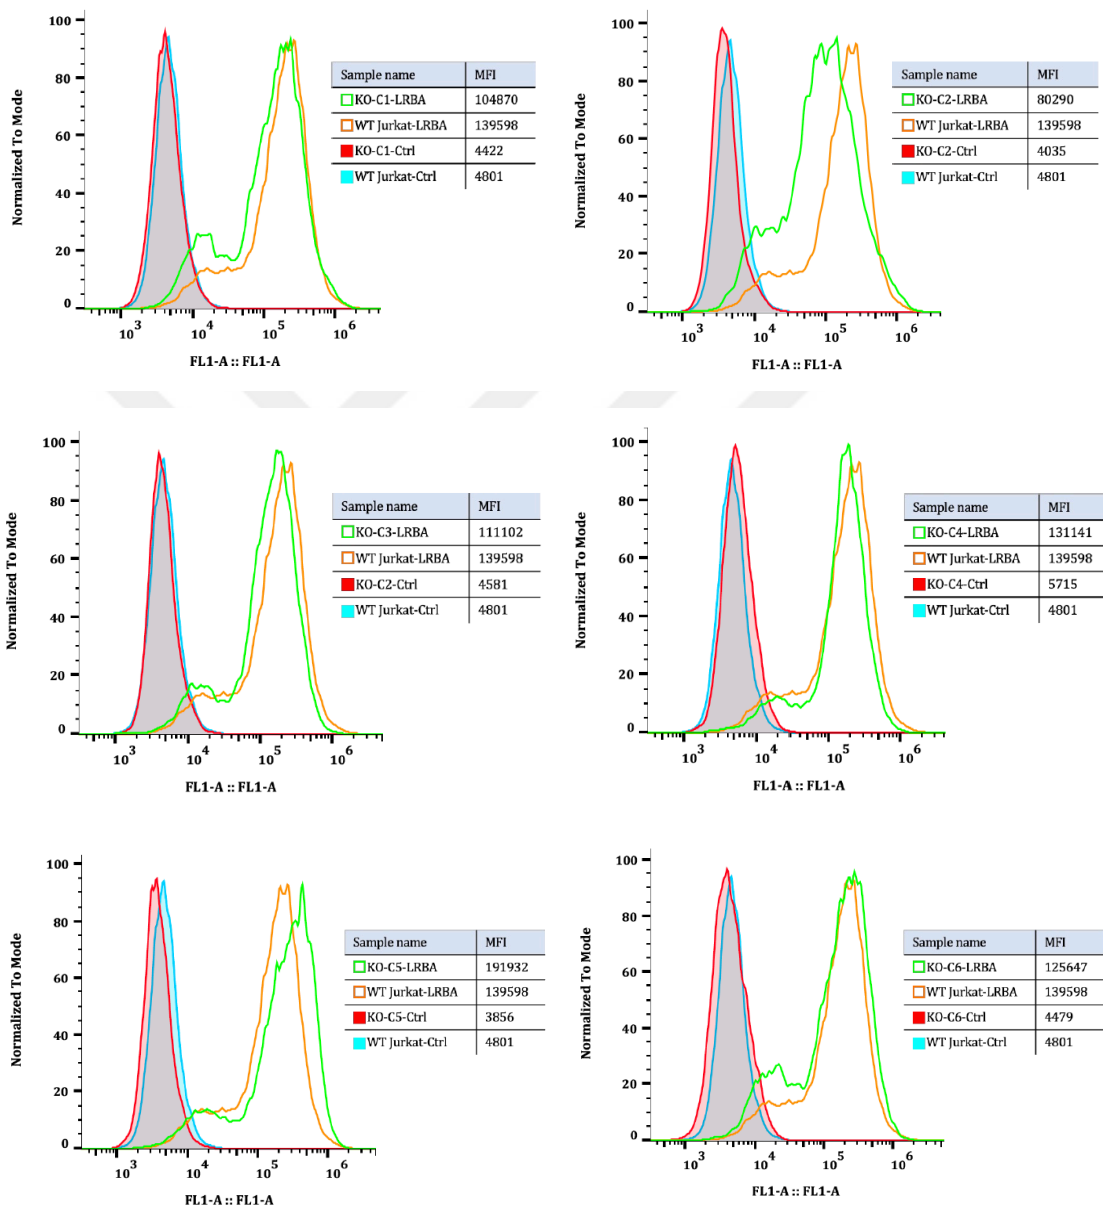 100
80
60
40
20
0
Normalized To Mode
10^3 10^4 10^5 10^6
FL1-A :: FL1-A
Sample name MFI
KO-C1-LRBA 104870
WT Jurkat-LRBA 139598
KO-C1-Ctrl 4422
WT Jurkat-Ctrl 4801
100
80
60
40
20
0
Normalized To Mode
10^3 10^4 10^5 10^6
FL1-A :: FL1-A
Sample name MFI
KO-C2-LRBA 80290
WT Jurkat-LRBA 139598
KO-C2-Ctrl 4035
WT Jurkat-Ctrl 4801
100
80
60
40
20
0
Normalized To Mode
10^3 10^4 10^5 10^6
FL1-A :: FL1-A
Sample name MFI
KO-C3-LRBA 111102
WT Jurkat-LRBA 139598
KO-C2-Ctrl 4581
WT Jurkat-Ctrl 4801
100
80
60
40
20
0
Normalized To Mode
10^3 10^4 10^5 10^6
FL1-A :: FL1-A
Sample name MFI
KO-C4-LRBA 131141
WT Jurkat-LRBA 139598
KO-C4-Ctrl 5715
WT Jurkat-Ctrl 4801
100
80
60
40
20
0
Normalized To Mode
10^3 10^4 10^5 10^6
FL1-A :: FL1-A
Sample name MFI
KO-C5-LRBA 191932
WT Jurkat-LRBA 139598
KO-C5-Ctrl 3856
WT Jurkat-Ctrl 4801
100
80
60
40
20
0
Normalized To Mode
10^3 10^4 10^5 10^6
FL1-A :: FL1-A
Sample name MFI
KO-C6-LRBA 125647
WT Jurkat-LRBA 139598
KO-C6-Ctrl 4479
WT Jurkat-Ctrl 4801